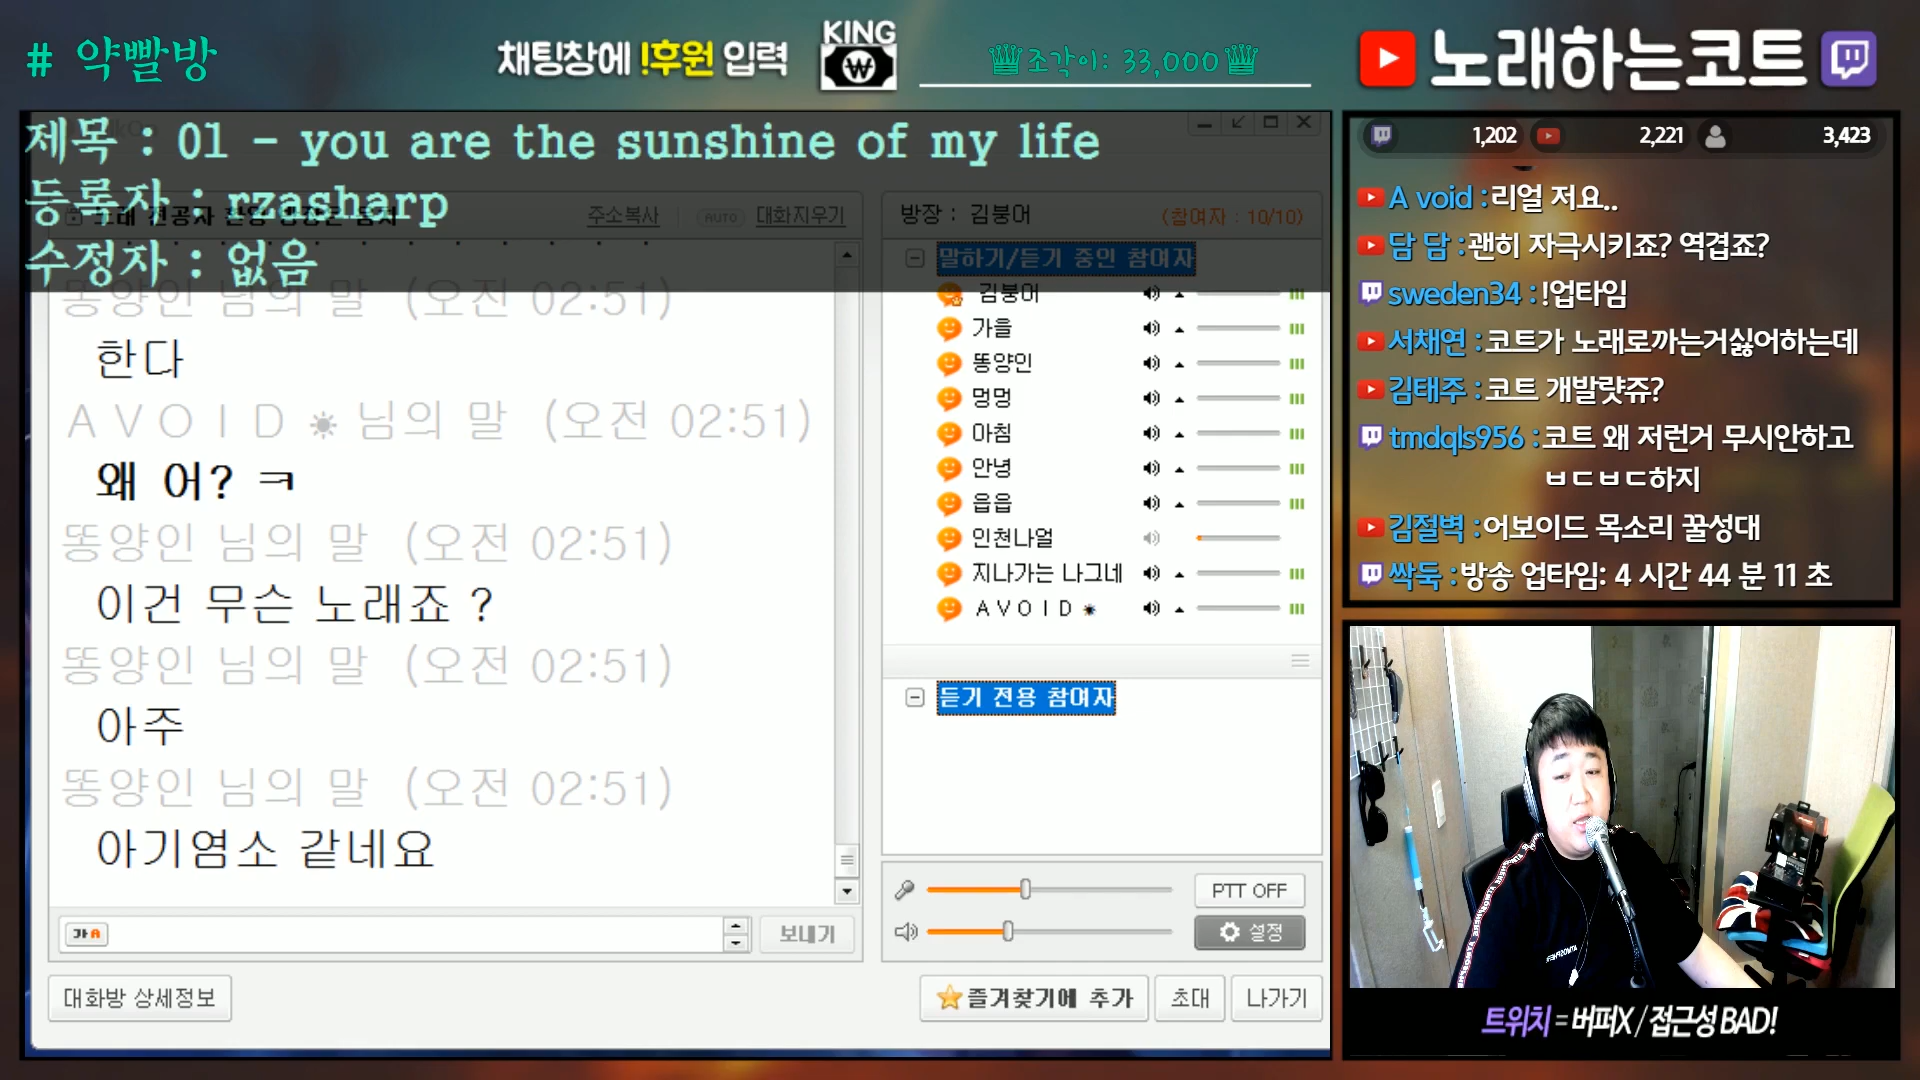 # 약빨방
채팅창에 !후원 입력
KING
₩
조각이: 33,000
노래하는코트
제목 : 01 - you are the sunshine of my life
등록자 : rzasharp
수정자 : 없음
주소복사
AUTO
대화지우기
똥양인 님의 말 (오전 02:51)
한다
A V O I D ☀ 님의 말 (오전 02:51)
왜 어? ㅋ
똥양인 님의 말 (오전 02:51)
이건 무슨 노래죠 ?
똥양인 님의 말 (오전 02:51)
아주
똥양인 님의 말 (오전 02:51)
아기염소 같네요
가A
보내기
대화방 상세정보
방장 : 김붕어
(참여자 : 10/10)
말하기/듣기 중인 참여자
김붕어
가을
똥양인
멍멍
아침
안녕
읍읍
인천나얼
지나가는 나그네
A V O I D ☀
듣기 전용 참여자
PTT OFF
설정
즐겨찾기에 추가
초대
나가기
1,202
2,221
3,423
A void : 리얼 저요..
담 담 : 괜히 자극시키죠? 역겹죠?
sweden34 : !업타임
서채연 : 코트가 노래로까는거싫어하는데
김태주 : 코트 개발럇쥬?
tmdqls956 : 코트 왜 저런거 무시안하고
ㅂㄷㅂㄷ하지
김절벽 : 어보이드 목소리 꿀성대
싹둑 : 방송 업타임: 4 시간 44 분 11 초
트위치 = 버퍼X / 접근성 BAD!